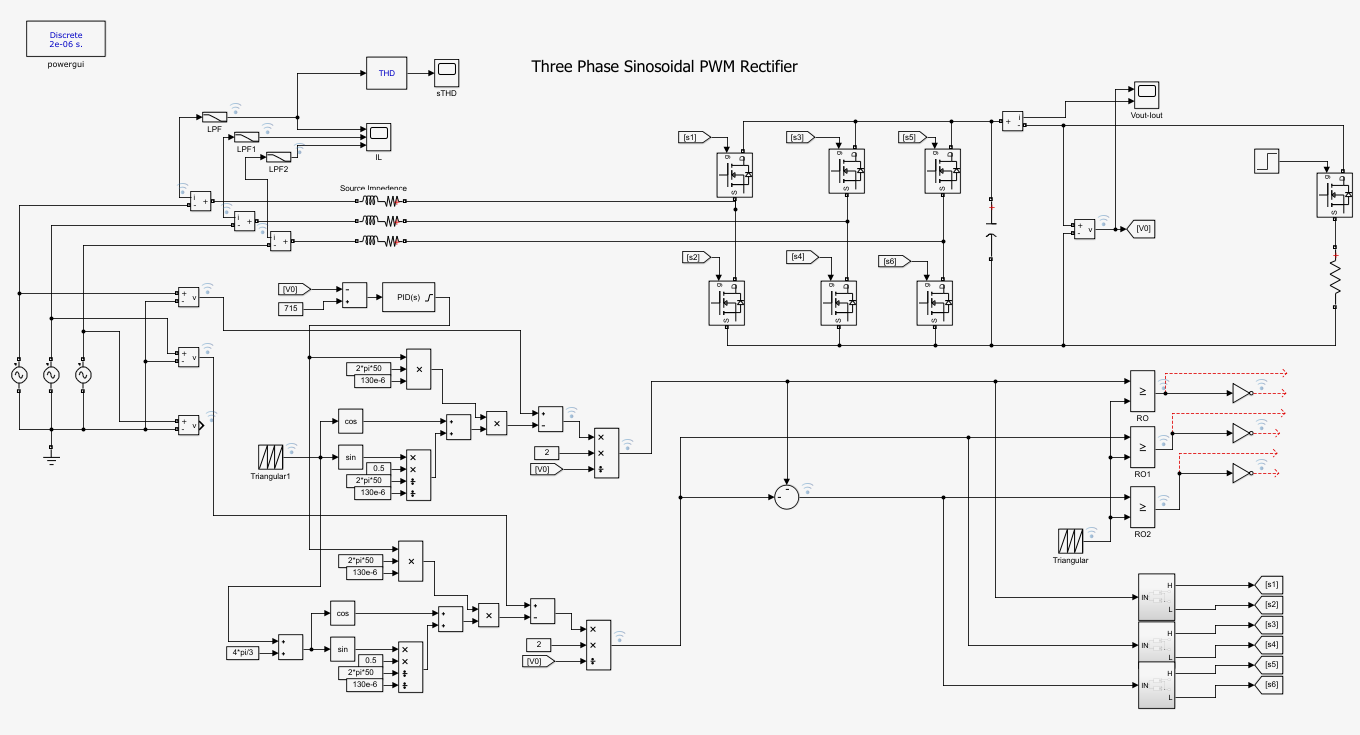 Discrete
2e-06 s.
powergui
Three Phase Sinosoidal PWM Rectifier
THD
sTHD
LPF
LPF1
LPF2
IL
Vout-Iout
Source Impedence
i
+
-
i
+
-
i
+
-
[s1]
[s3]
[s5]
[s2]
[s4]
[s6]
g
D
S
g
D
S
g
D
S
g
D
S
g
D
S
g
D
S
g
D
S
+
i
-
+
-
v
[V0]
+
-
v
+
-
v
+
-
v
[V0]
715
-
+
PID(s)
2*pi*50
130e-6
×
cos
sin
Triangular1
0.5
2*pi*50
130e-6
×
×
÷
÷
+
+
×
+
-
2
[V0]
×
×
÷
2*pi*50
130e-6
×
4*pi/3
+
+
cos
sin
0.5
2*pi*50
130e-6
×
×
÷
÷
+
+
×
+
-
2
[V0]
×
×
÷
-
-
≥
RO
≥
RO1
≥
RO2
Triangular
IN
H
L
IN
H
L
IN
H
L
[s1]
[s2]
[s3]
[s4]
[s5]
[s6]